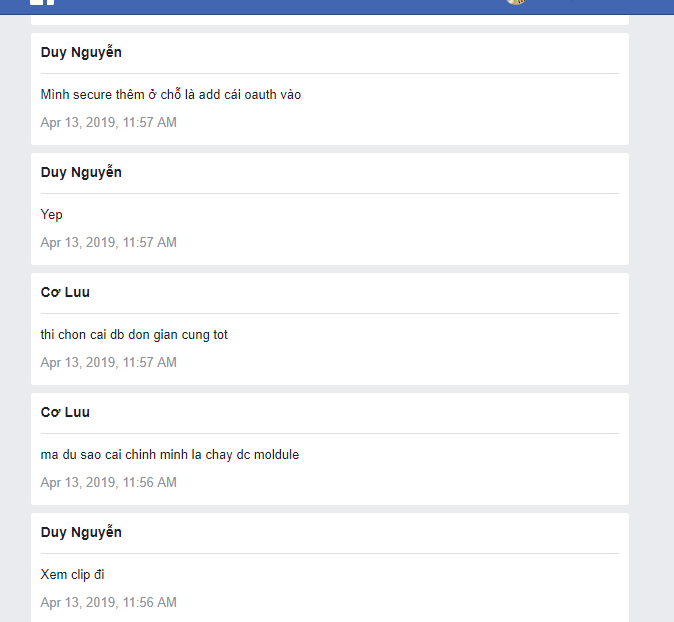 Duy Nguyễn
Mình secure thêm ở chỗ là add cái oauth vào
Apr 13, 2019, 11:57 AM
Duy Nguyễn
Yep
Apr 13, 2019, 11:57 AM
Cơ Luu
thi chon cai db don gian cung tot
Apr 13, 2019, 11:57 AM
Cơ Luu
ma du sao cai chinh minh la chay dc moldule
Apr 13, 2019, 11:56 AM
Duy Nguyễn
Xem clip đi
Apr 13, 2019, 11:56 AM